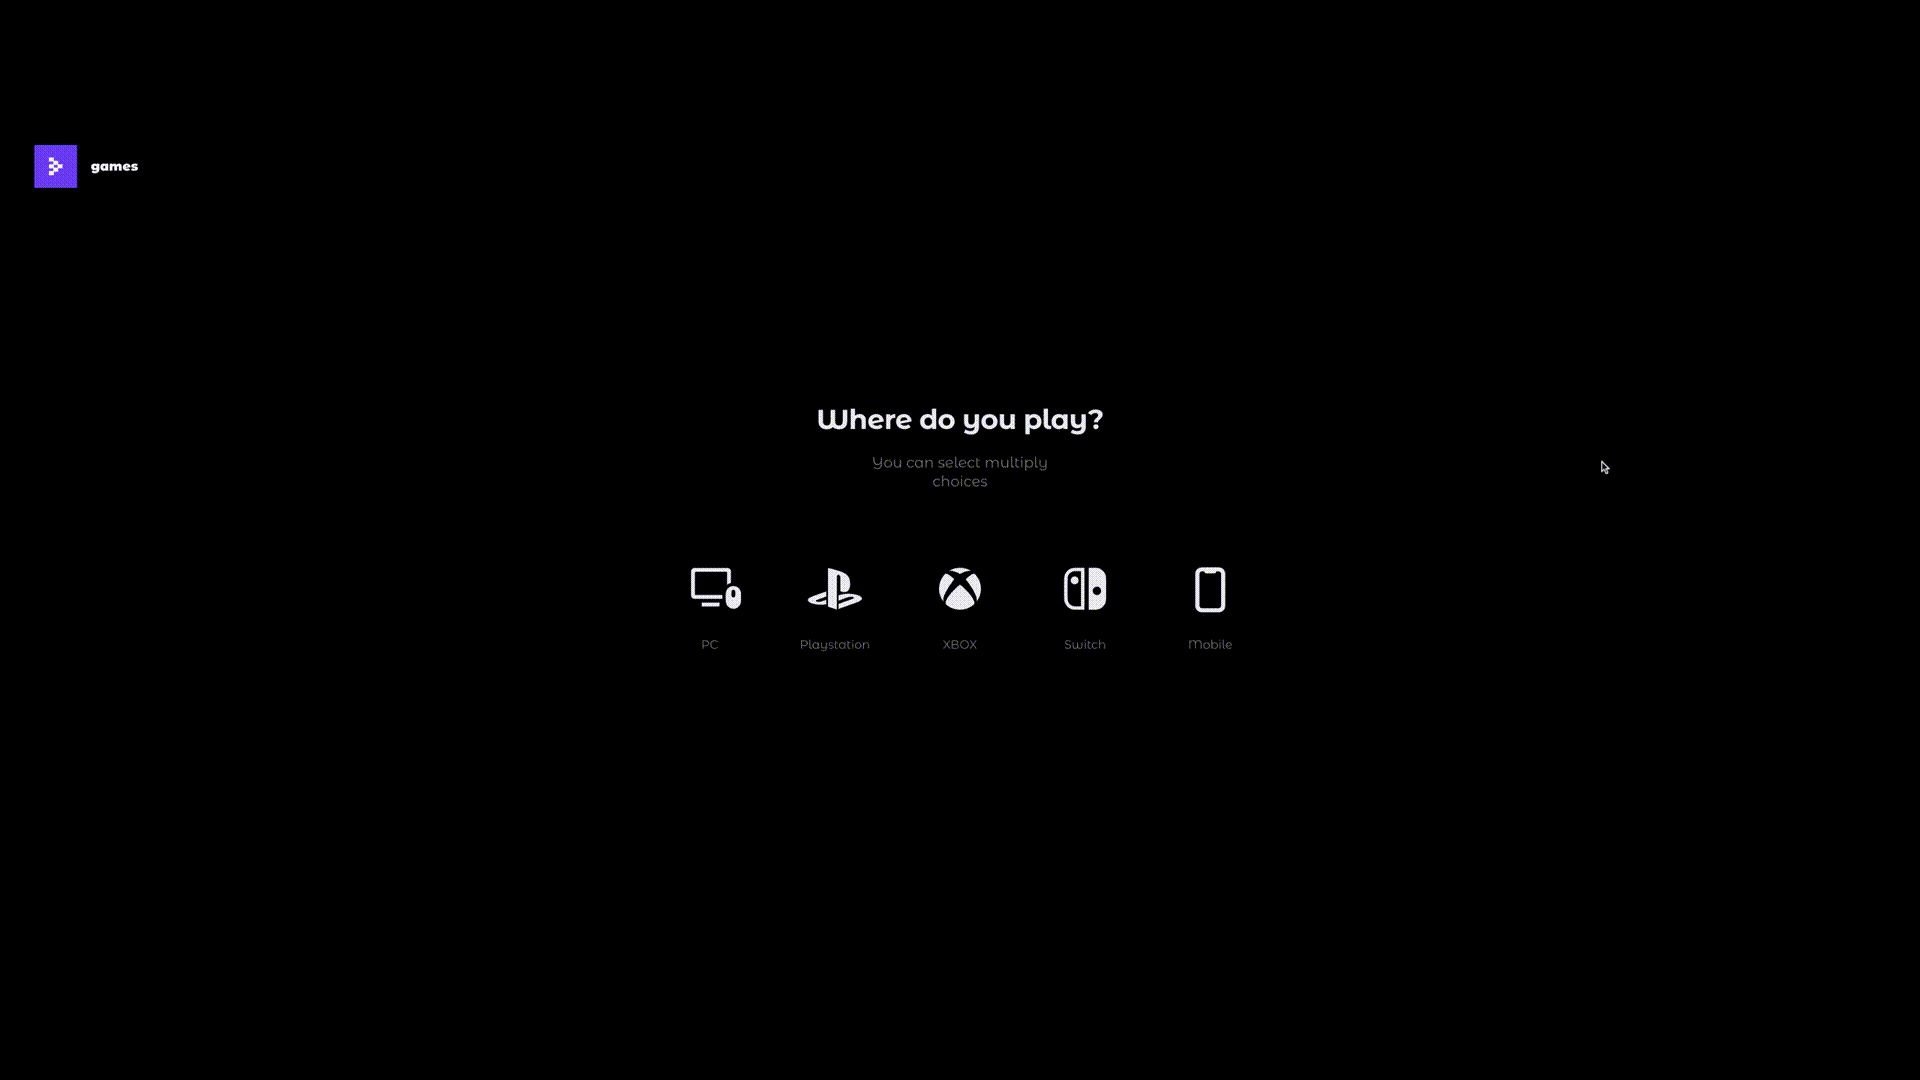 games
Where do you play?
You can select multiply
choices
PC
Playstation
XBOX
Switch
Mobile